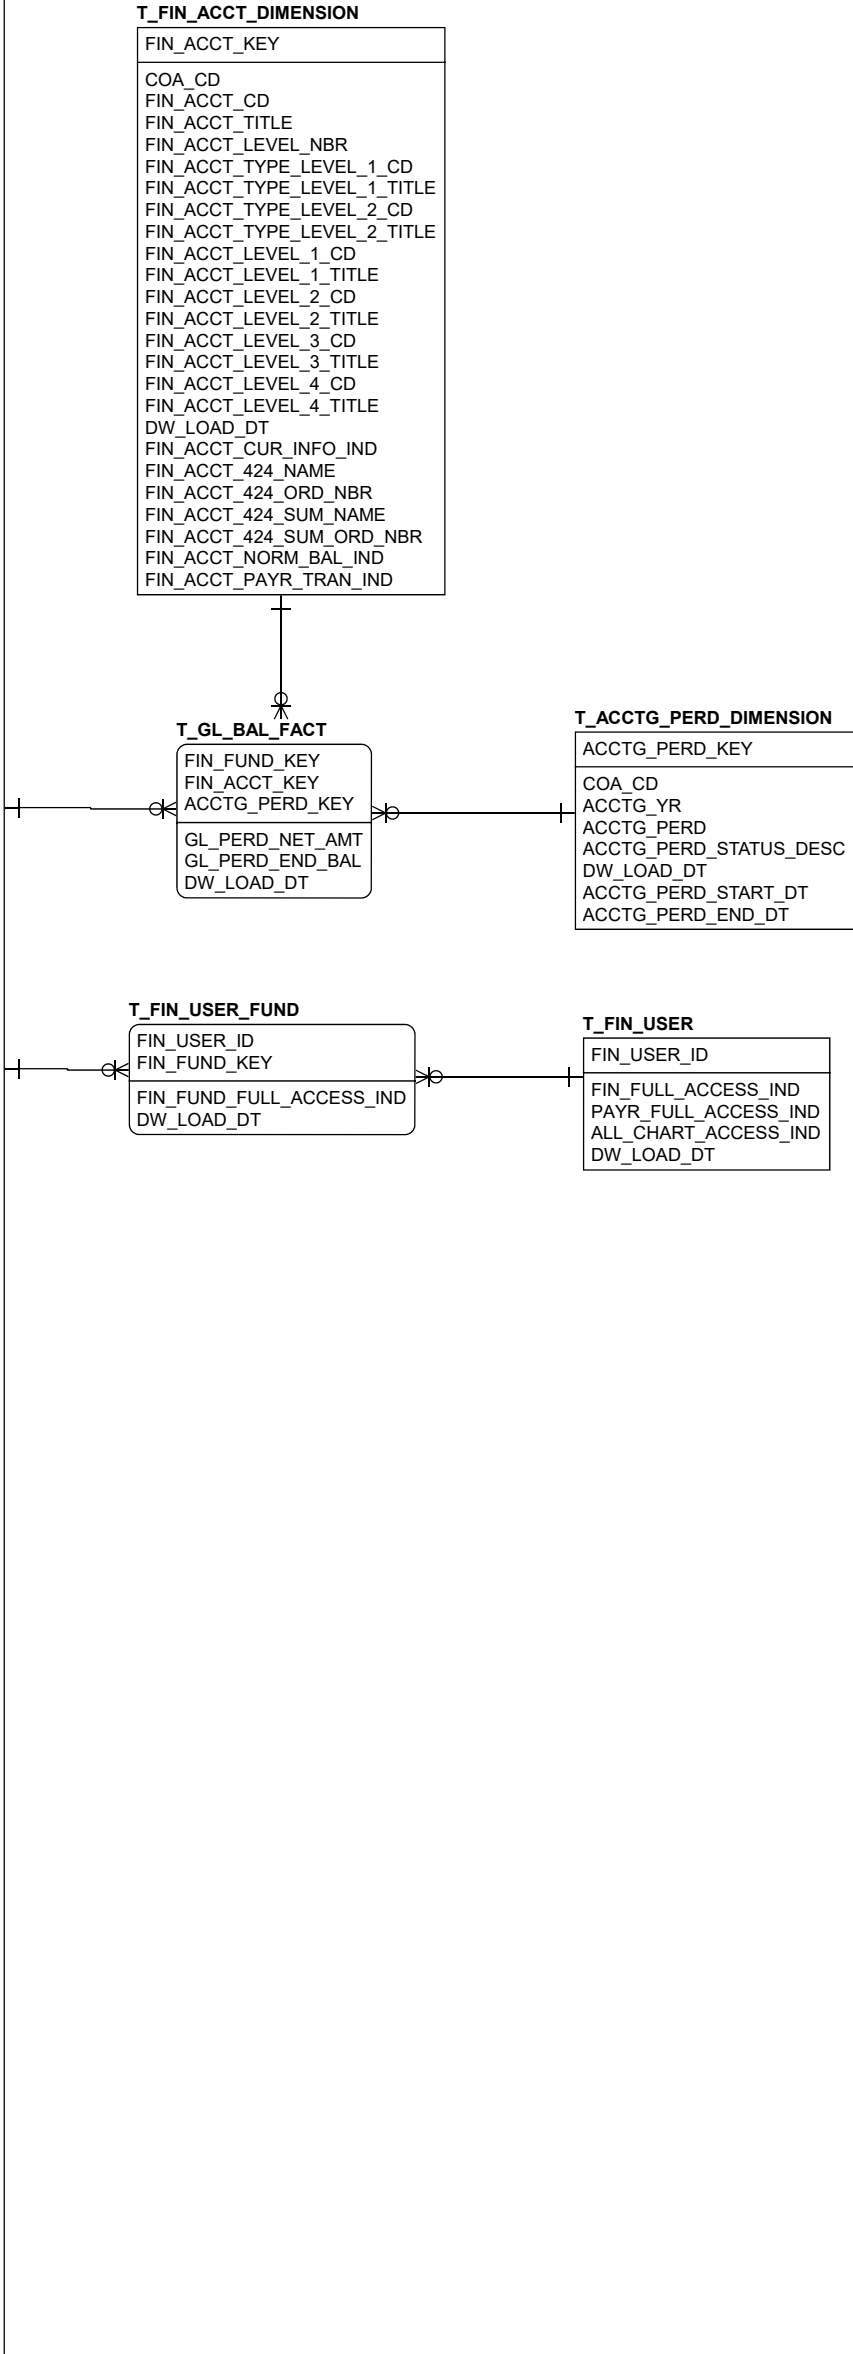 T_FIN_ACCT_DIMENSION
FIN_ACCT_KEY
COA_CD
FIN_ACCT_CD
FIN_ACCT_TITLE
FIN_ACCT_LEVEL_NBR
FIN_ACCT_TYPE_LEVEL_1_CD
FIN_ACCT_TYPE_LEVEL_1_TITLE
FIN_ACCT_TYPE_LEVEL_2_CD
FIN_ACCT_TYPE_LEVEL_2_TITLE
FIN_ACCT_LEVEL_1_CD
FIN_ACCT_LEVEL_1_TITLE
FIN_ACCT_LEVEL_2_CD
FIN_ACCT_LEVEL_2_TITLE
FIN_ACCT_LEVEL_3_CD
FIN_ACCT_LEVEL_3_TITLE
FIN_ACCT_LEVEL_4_CD
FIN_ACCT_LEVEL_4_TITLE
DW_LOAD_DT
FIN_ACCT_CUR_INFO_IND
FIN_ACCT_424_NAME
FIN_ACCT_424_ORD_NBR
FIN_ACCT_424_SUM_NAME
FIN_ACCT_424_SUM_ORD_NBR
FIN_ACCT_NORM_BAL_IND
FIN_ACCT_PAYR_TRAN_IND
T_GL_BAL_FACT
FIN_FUND_KEY
FIN_ACCT_KEY
ACCTG_PERD_KEY
GL_PERD_NET_AMT
GL_PERD_END_BAL
DW_LOAD_DT
T_ACCTG_PERD_DIMENSION
ACCTG_PERD_KEY
COA_CD
ACCTG_YR
ACCTG_PERD
ACCTG_PERD_STATUS_DESC
DW_LOAD_DT
ACCTG_PERD_START_DT
ACCTG_PERD_END_DT
T_FIN_USER_FUND
FIN_USER_ID
FIN_FUND_KEY
FIN_FUND_FULL_ACCESS_IND
DW_LOAD_DT
T_FIN_USER
FIN_USER_ID
FIN_FULL_ACCESS_IND
PAYR_FULL_ACCESS_IND
ALL_CHART_ACCESS_IND
DW_LOAD_DT